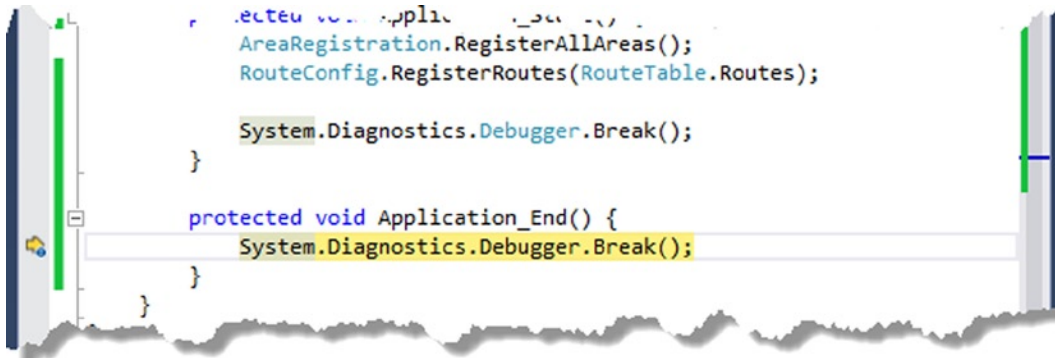 AreaRegistration.RegisterAllAreas();
RouteConfig.RegisterRoutes(RouteTable.Routes);
System.Diagnostics.Debugger.Break();
}
protected void Application_End() {
System.Diagnostics.Debugger.Break();
}
}